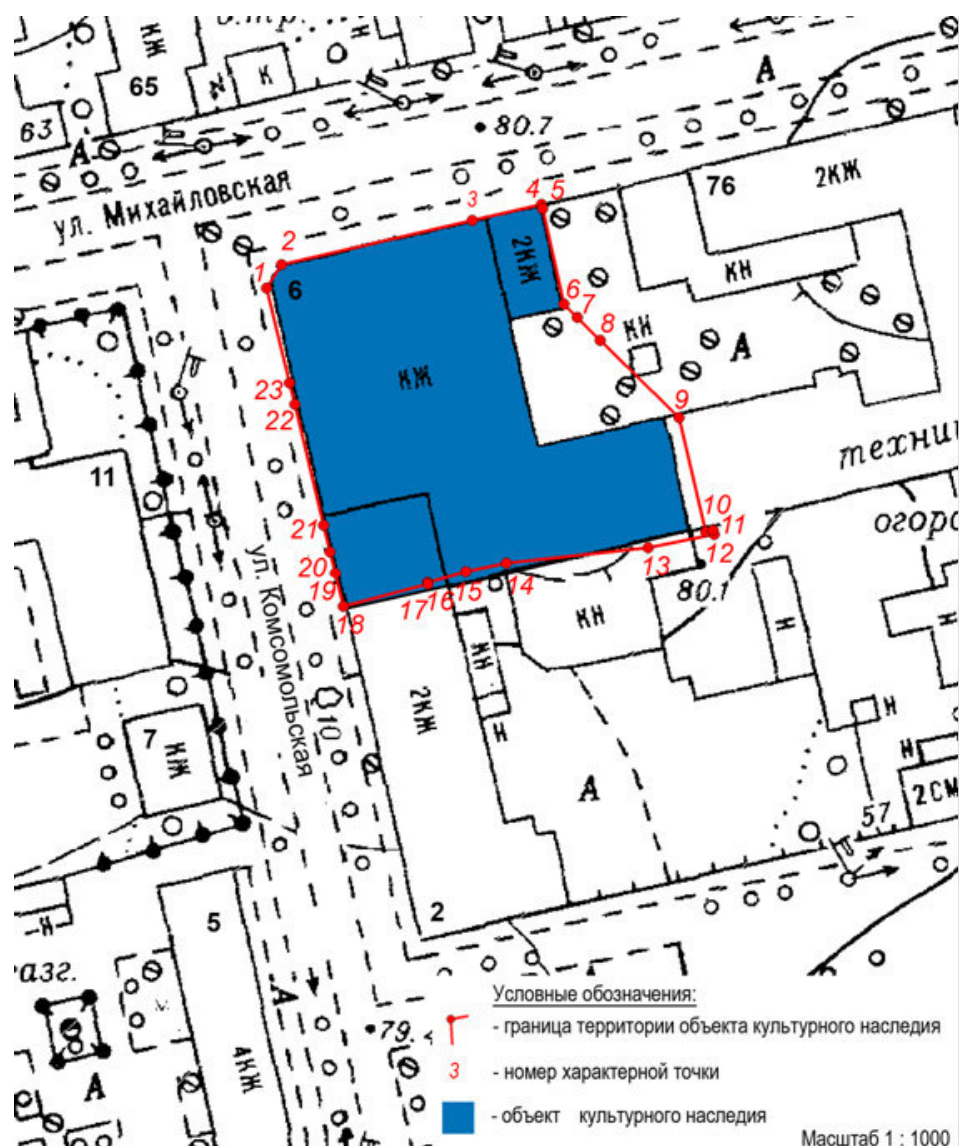 КЖ
Н
65
К
63
А
А
80.7
ул. Михайловская
76
2КЖ
КН
4
5
3
2
1
6
2КЖ
6
7
8
КН
А
КЖ
23
22
9
11
техни
10
11
12
огоро
21
20
19
18
17
16
15
14
13
80.1
ул. Комсомольская
КН
КН
Н
Н
2КЖ
10
7
КЖ
А
Н
Н
Н
2СМ
57
5
2
Н
азг.
А
4КЖ
А
79.
Условные обозначения:
- граница территории объекта культурного наследия
3 - номер характерной точки
- объект культурного наследия
Масштаб 1 : 1000